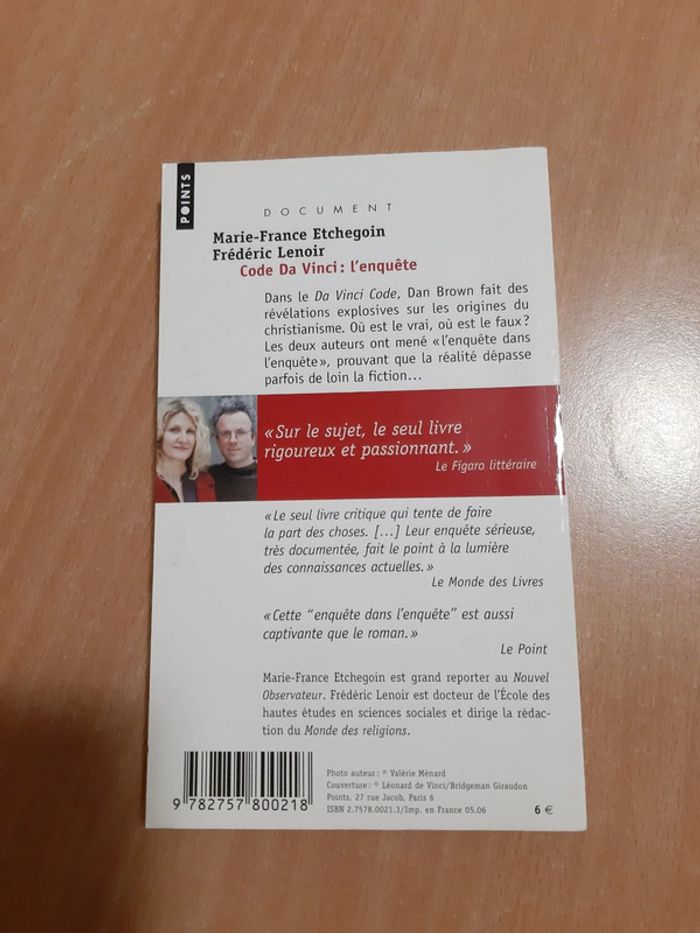 POINTS
DOCUMENT
Marie-France Etchegoin
Frédéric Lenoir
Code Da Vinci : l'enquête
Dans le Da Vinci Code, Dan Brown fait des
révélations explosives sur les origines du
christianisme. Où est le vrai, où est le faux ?
Les deux auteurs ont mené « l'enquête dans
l'enquête », prouvant que la réalité dépasse
parfois de loin la fiction…
« Sur le sujet, le seul livre
rigoureux et passionnant. »
Le Figaro littéraire
« Le seul livre critique qui tente de faire
la part des choses. […] Leur enquête sérieuse,
très documentée, fait le point à la lumière
des connaissances actuelles. »
Le Monde des Livres
« Cette “enquête dans l'enquête” est aussi
captivante que le roman. »
Le Point
Marie-France Etchegoin est grand reporter au Nouvel
Observateur. Frédéric Lenoir est docteur de l'École des
hautes études en sciences sociales et dirige la rédac-
tion du Monde des religions.
Photo auteur : © Valérie Ménard
Couverture : © Léonard de Vinci/Bridgeman Giraudon
Points, 27 rue Jacob, Paris 6
ISBN 2.7578.0021.3/Imp. en France 05.06
6 €
9 782757 800218